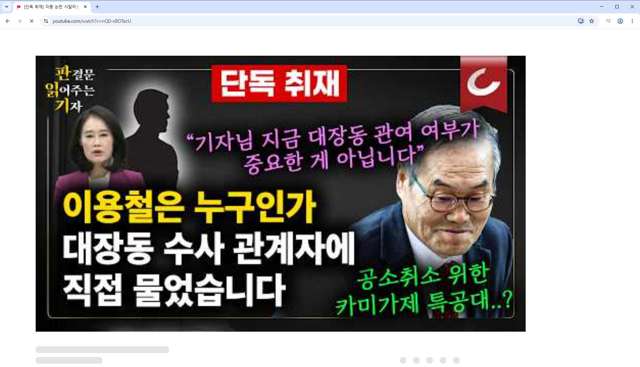 판결문
읽어주는
기자
단독 취재
“기자님 지금 대장동 관여 여부가
중요한 게 아닙니다”
이용철은 누구인가
대장동 수사 관계자에
직접 물었습니다
공소취소 위한
카미가제 특공대..?